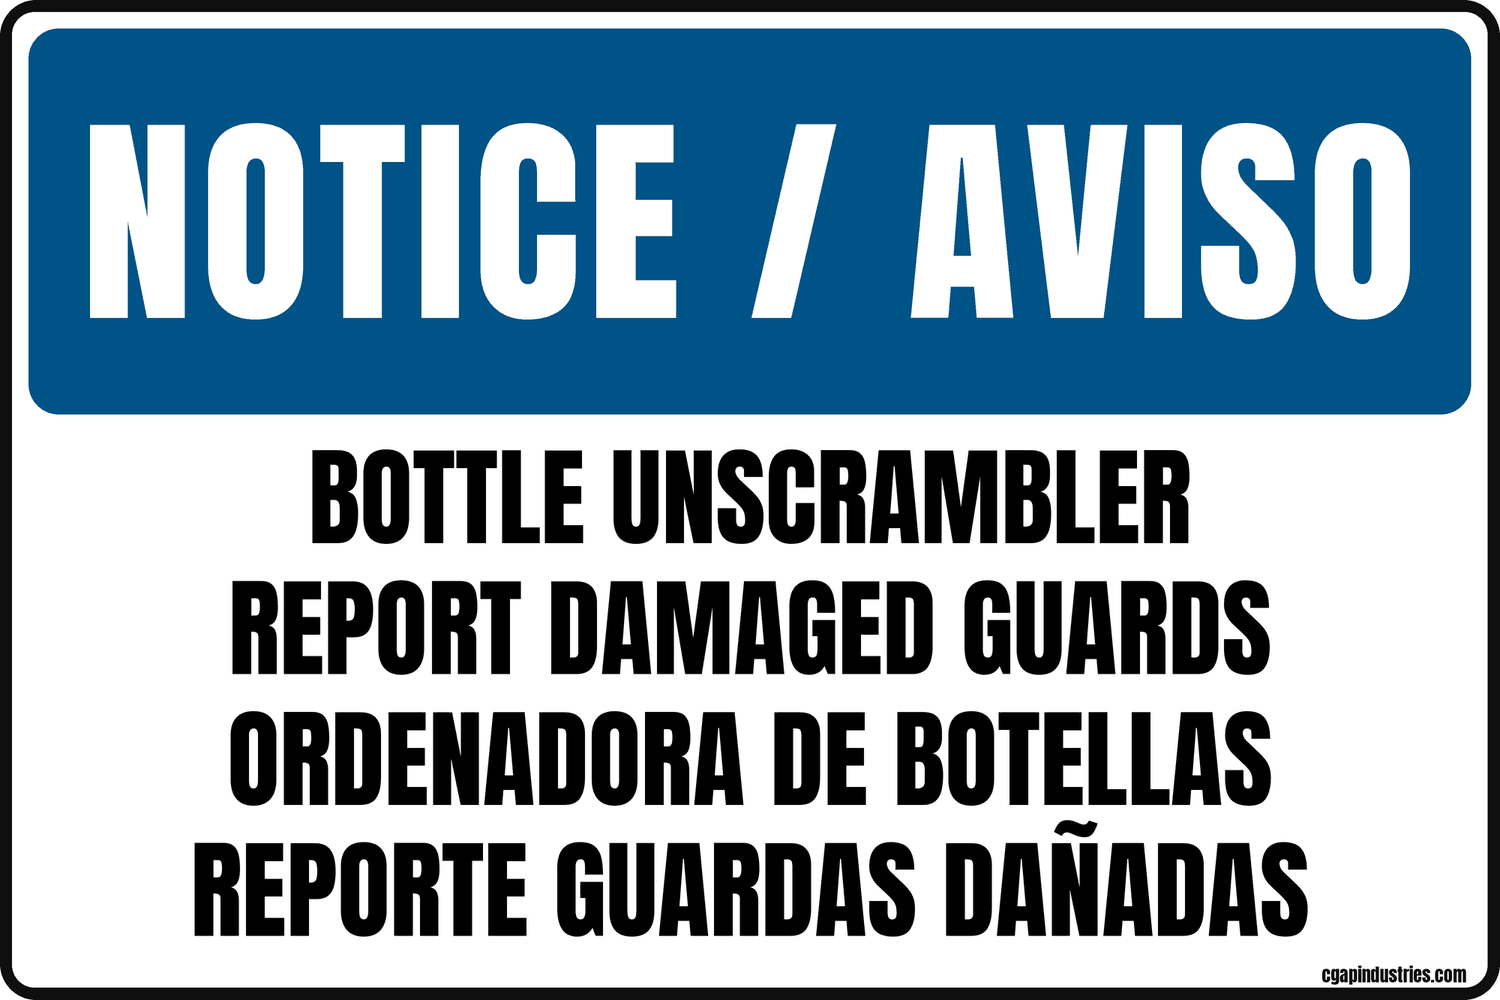 NOTICE / AVISO
BOTTLE UNSCRAMBLER
REPORT DAMAGED GUARDS
ORDENADORA DE BOTELLAS
REPORTE GUARDAS DAÑADAS
cgapindustries.com